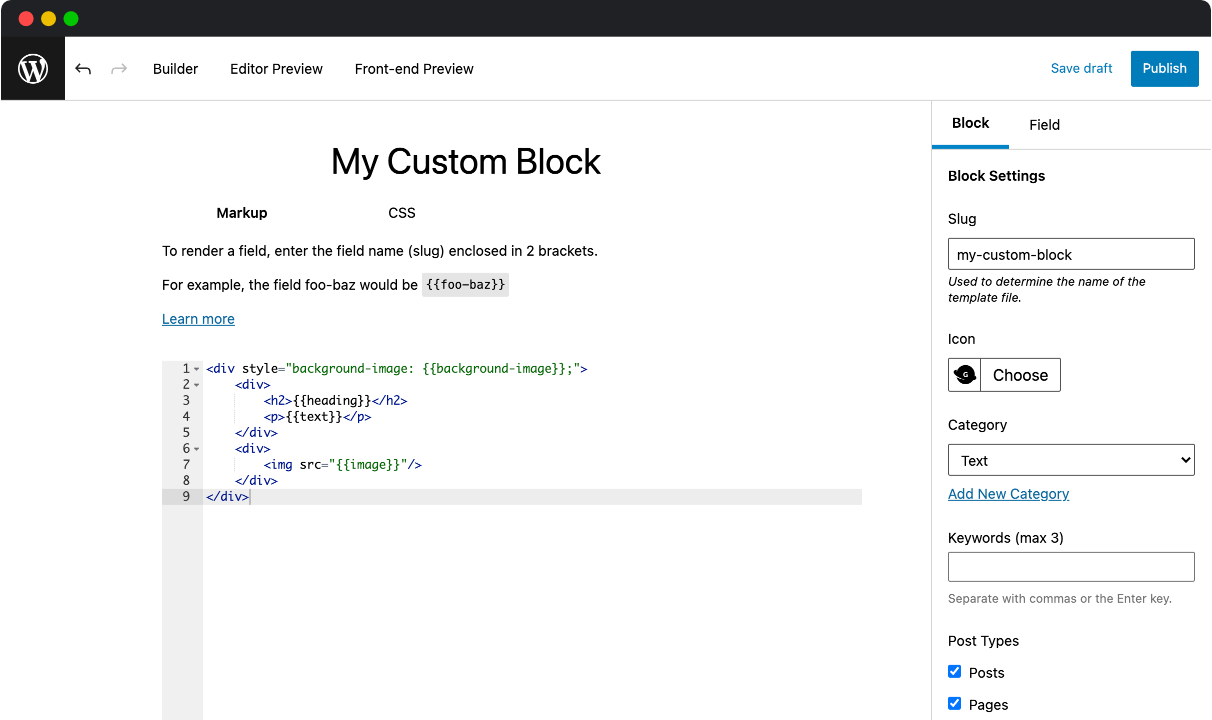 Builder Editor Preview Front-end Preview Save draft Publish
Block Field
My Custom Block
Markup CSS
To render a field, enter the field name (slug) enclosed in 2 brackets.
For example, the field foo-baz would be {{foo-baz}}
Learn more
1 <div style="background-image: {{background-image}};">
2     <div>
3         <h2>{{heading}}</h2>
4         <p>{{text}}</p>
5     </div>
6     <div>
7         <img src="{{image}}"/>
8     </div>
9 </div>
Block Settings
Slug
my-custom-block
Used to determine the name of the
template file.
Icon
G Choose
Category
Text
Add New Category
Keywords (max 3)
Separate with commas or the Enter key.
Post Types
Posts
Pages